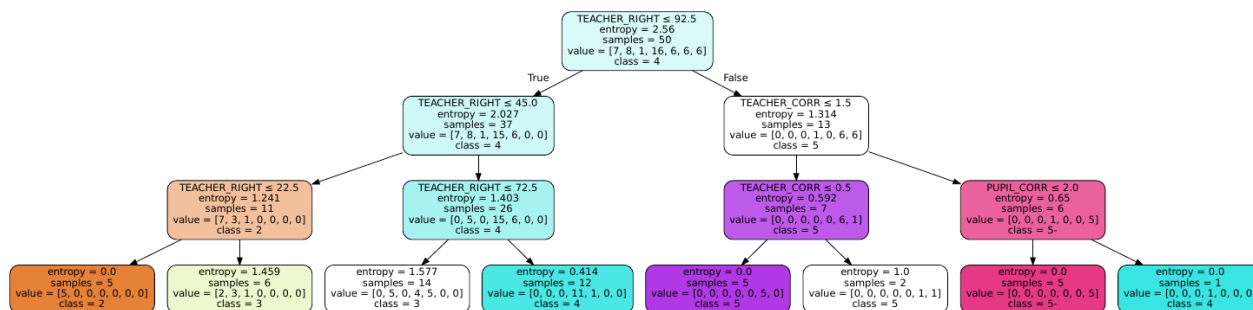 TEACHER_RIGHT ≤ 92.5
entropy = 2.56
samples = 50
value = [7, 8, 1, 16, 6, 6, 6]
class = 4
True
False
TEACHER_RIGHT ≤ 45.0
entropy = 2.027
samples = 37
value = [7, 8, 1, 15, 6, 0, 0]
class = 4
TEACHER_CORR ≤ 1.5
entropy = 1.314
samples = 13
value = [0, 0, 0, 1, 0, 6, 6]
class = 5
TEACHER_RIGHT ≤ 22.5
entropy = 1.241
samples = 11
value = [7, 3, 1, 0, 0, 0, 0]
class = 2
TEACHER_RIGHT ≤ 72.5
entropy = 1.403
samples = 26
value = [0, 5, 0, 15, 6, 0, 0]
class = 4
TEACHER_CORR ≤ 0.5
entropy = 0.592
samples = 7
value = [0, 0, 0, 0, 0, 6, 1]
class = 5
PUPIL_CORR ≤ 2.0
entropy = 0.65
samples = 6
value = [0, 0, 0, 1, 0, 0, 5]
class = 5-
entropy = 0.0
samples = 5
value = [5, 0, 0, 0, 0, 0, 0]
class = 2
entropy = 1.459
samples = 6
value = [2, 3, 1, 0, 0, 0, 0]
class = 3
entropy = 1.577
samples = 14
value = [0, 5, 0, 4, 5, 0, 0]
class = 3
entropy = 0.414
samples = 12
value = [0, 0, 0, 11, 1, 0, 0]
class = 4
entropy = 0.0
samples = 5
value = [0, 0, 0, 0, 0, 5, 0]
class = 5
entropy = 1.0
samples = 2
value = [0, 0, 0, 0, 0, 1, 1]
class = 5
entropy = 0.0
samples = 5
value = [0, 0, 0, 0, 0, 0, 5]
class = 5-
entropy = 0.0
samples = 1
value = [0, 0, 0, 1, 0, 0, 0]
class = 4